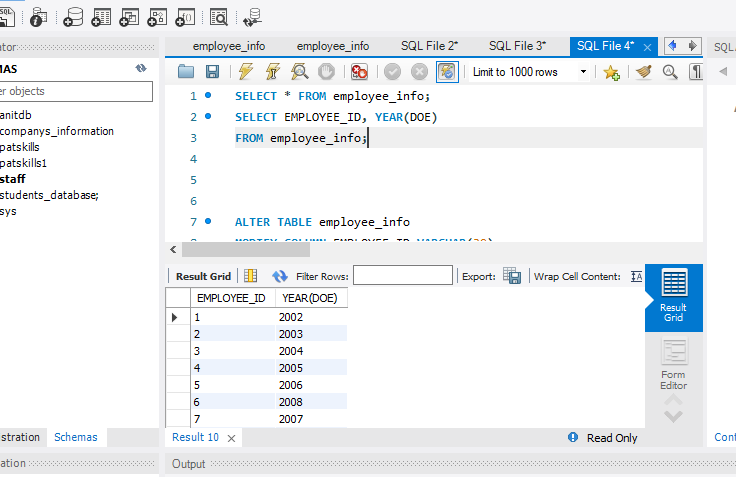 SQL
ator
employee_info employee_info SQL File 2* SQL File 3* SQL File 4* × SQL
MAS
er objects
Limit to 1000 rows
anitdb
companys_information
patskills
patskills1
staff
students_database;
sys
1 SELECT * FROM employee_info;
2 SELECT EMPLOYEE_ID, YEAR(DOE)
3 FROM employee_info;
4
5
6
7 ALTER TABLE employee_info
Result Grid Filter Rows: Export: Wrap Cell Content: IA
EMPLOYEE_ID YEAR(DOE)
1 2002
2 2003
3 2004
4 2005
5 2006
6 2008
7 2007
Result
Grid
Form
Editor
istration Schemas
Result 10 × Read Only Cont
ation
Output